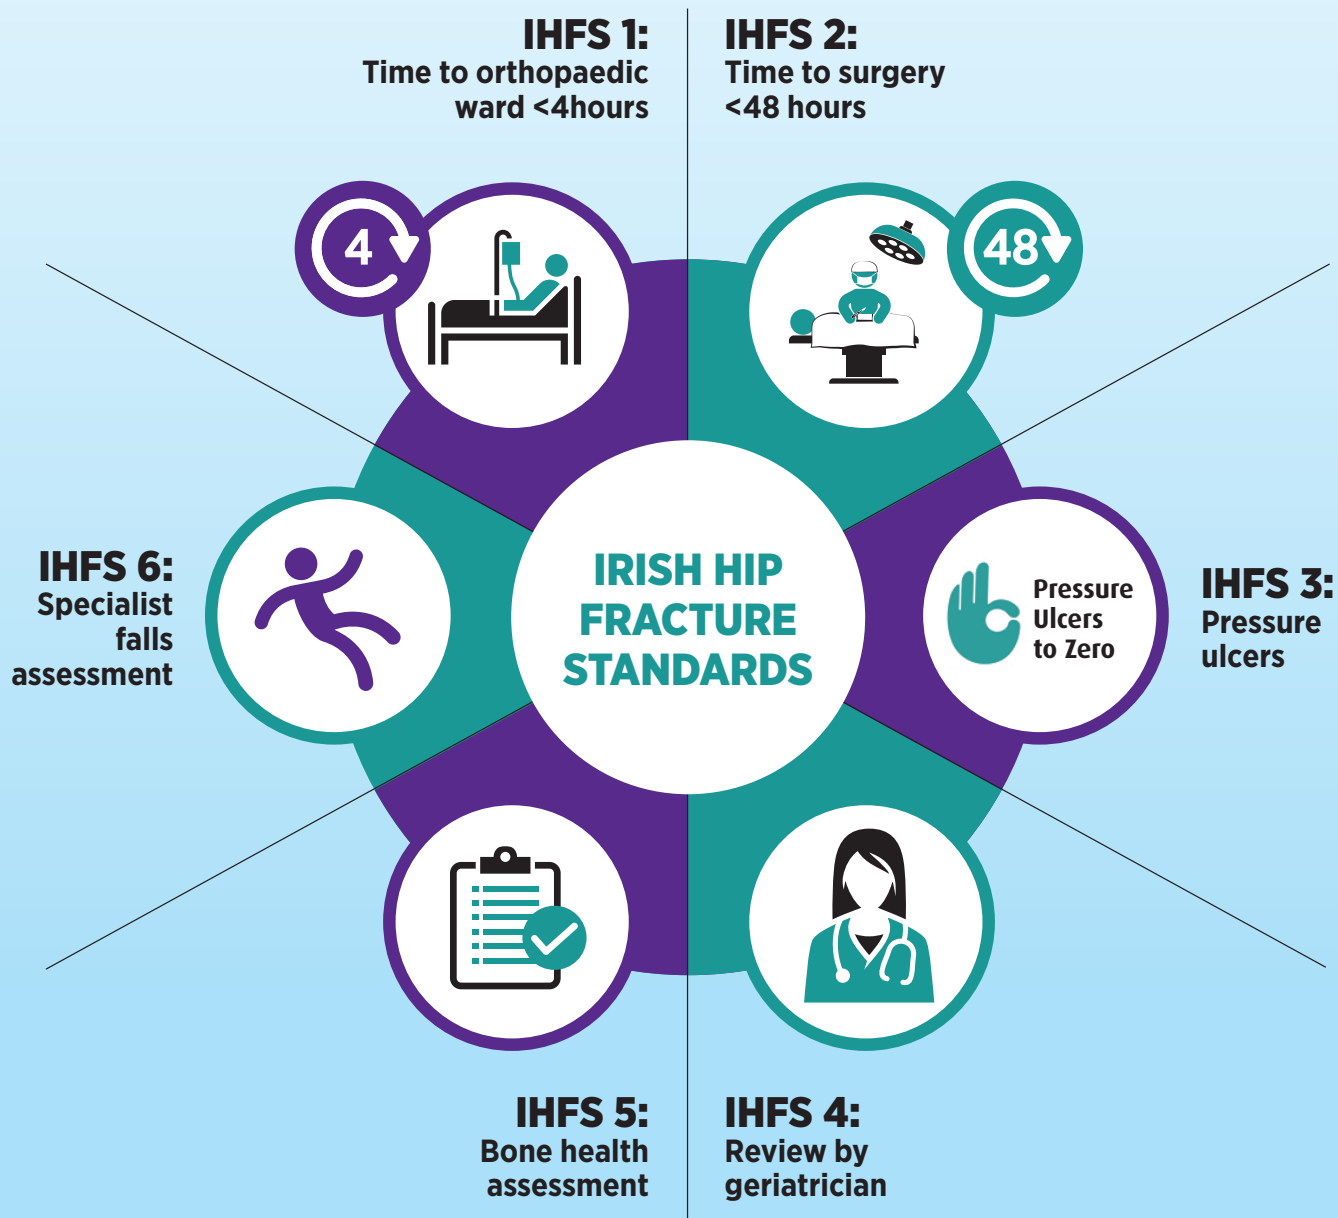 IHFS 1:
Time to orthopaedic
ward <4hours
IHFS 2:
Time to surgery
<48 hours
4
48
IRISH HIP
FRACTURE
STANDARDS
Pressure
Ulcers
to Zero
IHFS 3:
Pressure
ulcers
IHFS 4:
Review by
geriatrician
IHFS 5:
Bone health
assessment
IHFS 6:
Specialist
falls
assessment